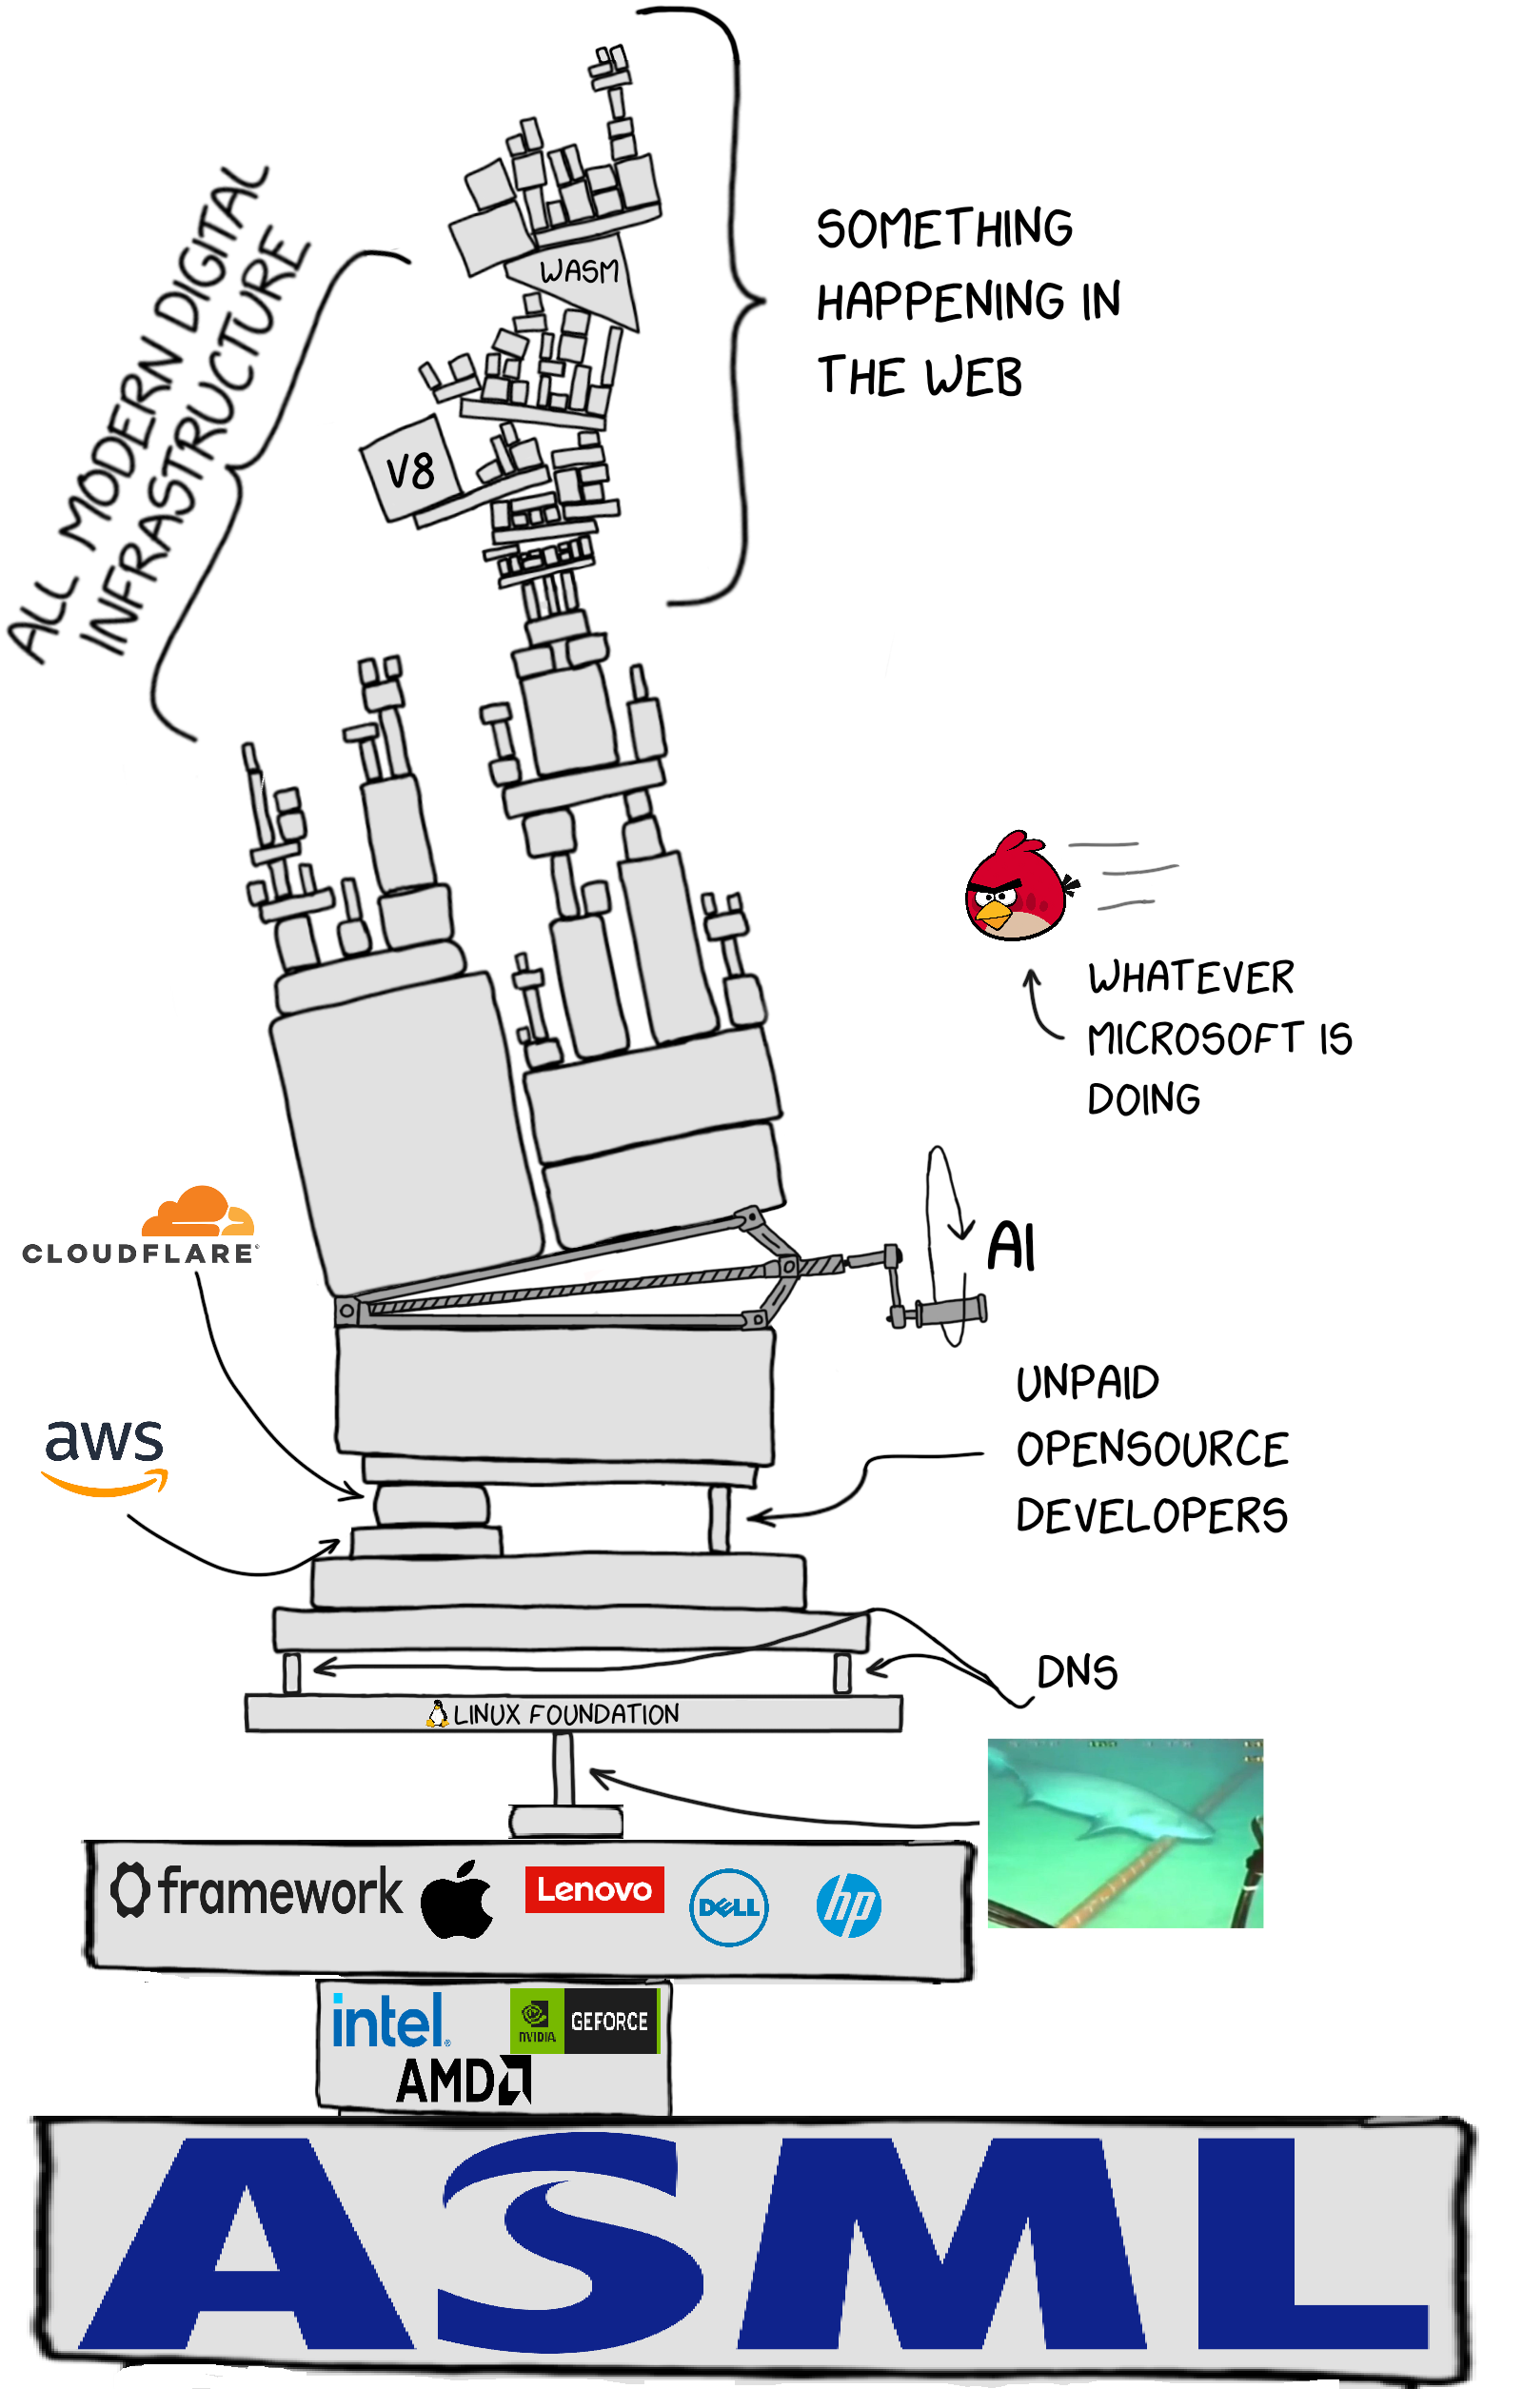 ALL MODERN DIGITAL
INFRASTRUCTURE
SOMETHING
HAPPENING IN
THE WEB
WASM
V8
WHATEVER
MICROSOFT IS
DOING
CLOUDFLARE
AI
aws
UNPAID
OPENSOURCE
DEVELOPERS
DNS
LINUX FOUNDATION
framework
Lenovo
DELL
hp
intel.
NVIDIA
GEFORCE
AMD
ASML